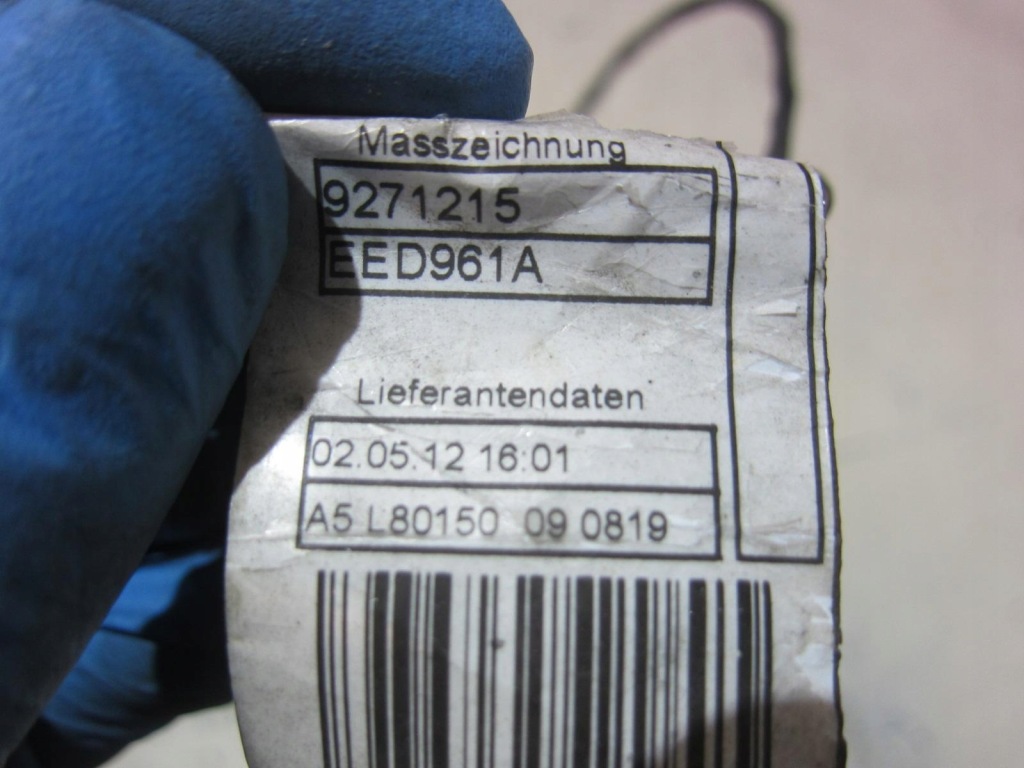 Masszeichnung
9271215
EED961A
Lieferantendaten
02.05.12 16:01
A5 L80150 09 0819